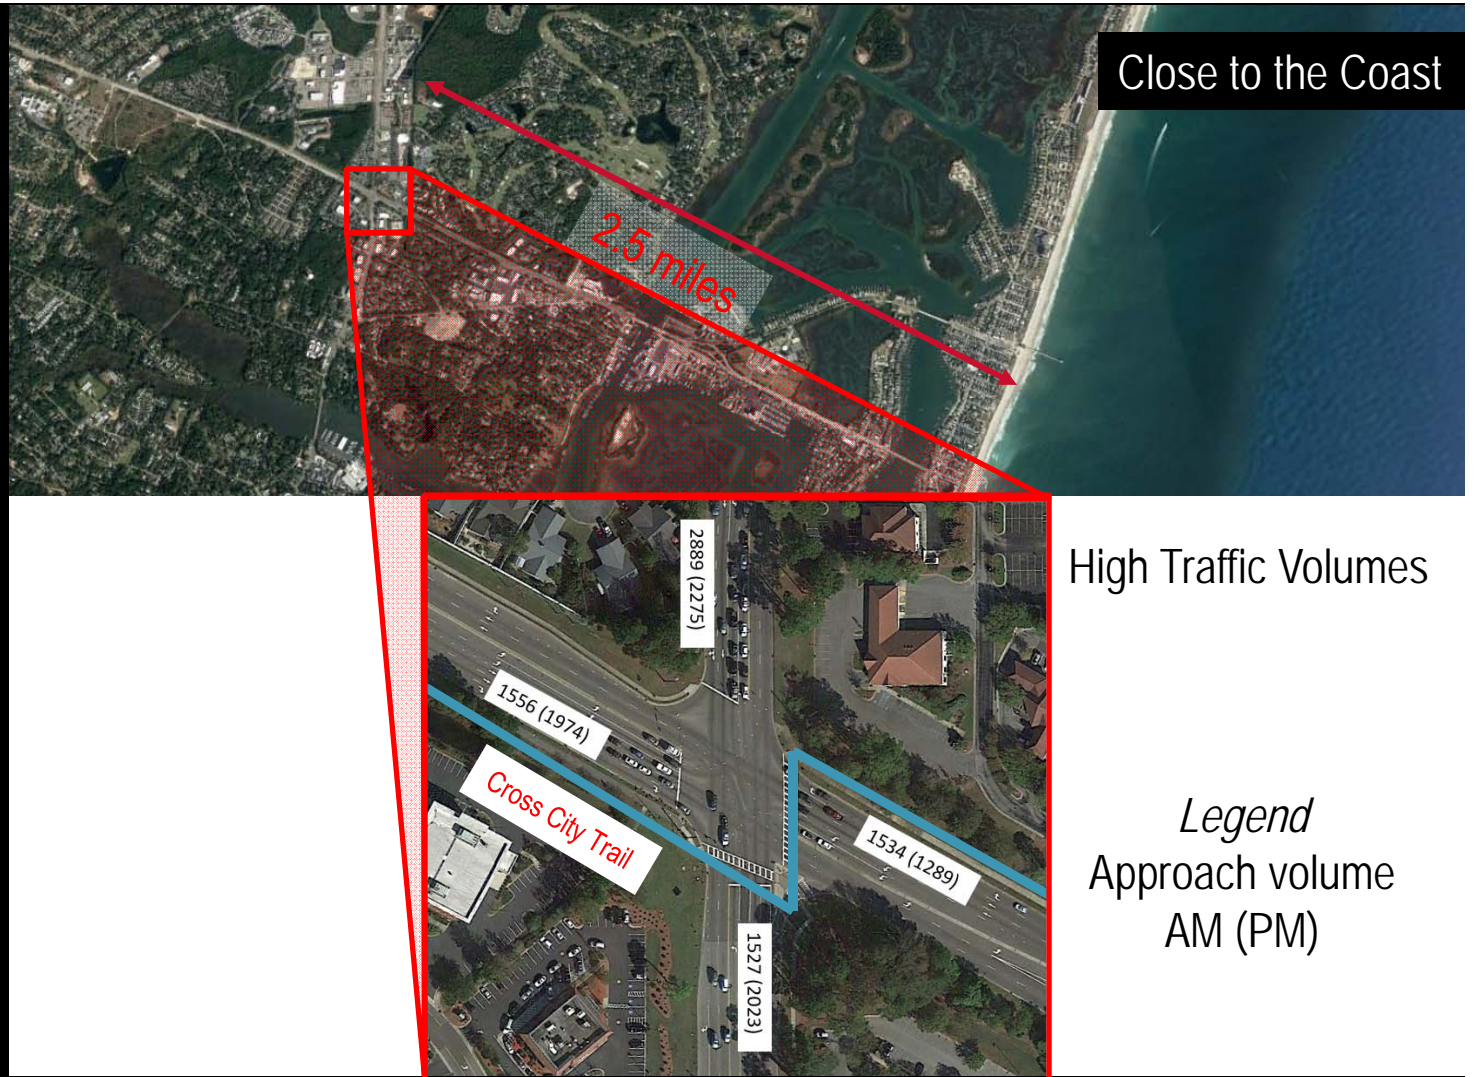 Close to the Coast
2.5 miles
High Traffic Volumes
2889 (2275)
1556 (1974)
Cross City Trail
1534 (1289)
1527 (2023)
Legend
Approach volume
AM (PM)